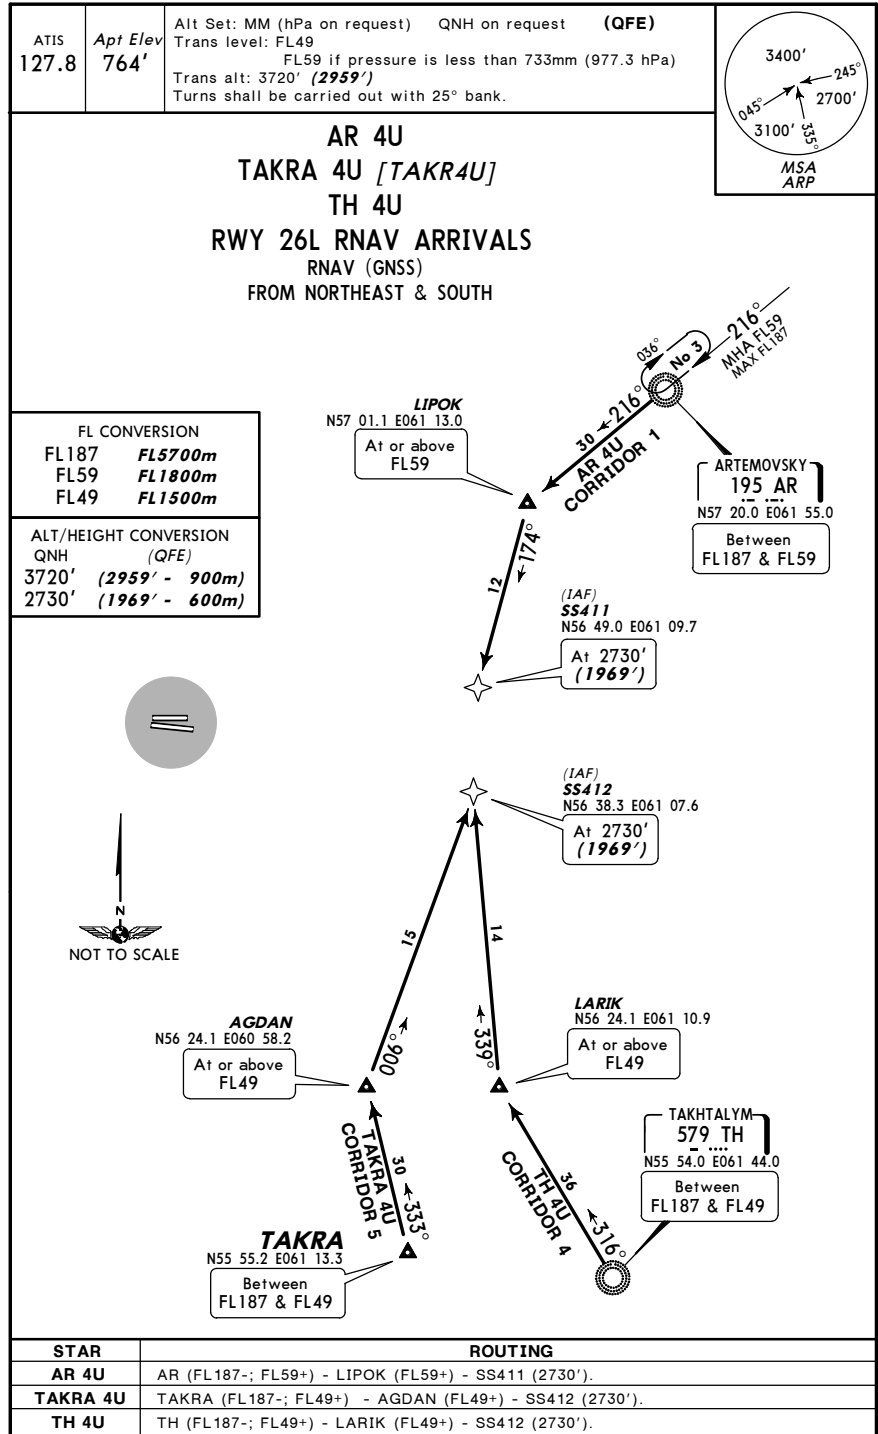 ATIS
127.8
Apt Elev
764'
Alt Set: MM (hPa on request) QNH on request (QFE)
Trans level: FL49
FL59 if pressure is less than 733mm (977.3 hPa)
Trans alt: 3720' (2959')
Turns shall be carried out with 25° bank.
3400'
245°
2700'
045°
3100'
335°
MSA
ARP
AR 4U
TAKRA 4U [TAKR4U]
TH 4U
RWY 26L RNAV ARRIVALS
RNAV (GNSS)
FROM NORTHEAST & SOUTH
216°
MHA FL59
MAX FL187
036°
No 3
216°
30
AR 4U
CORRIDOR 1
LIPOK
N57 01.1 E061 13.0
At or above
FL59
FL CONVERSION
FL187 FL5700m
FL59 FL1800m
FL49 FL1500m
ALT/HEIGHT CONVERSION
QNH (QFE)
3720' (2959' - 900m)
2730' (1969' - 600m)
ARTEMOVSKY
195 AR
N57 20.0 E061 55.0
Between
FL187 & FL59
174°
12
(IAF)
SS411
N56 49.0 E061 09.7
At 2730'
(1969')
(IAF)
SS412
N56 38.3 E061 07.6
At 2730'
(1969')
N
NOT TO SCALE
15
14
006°
339°
AGDAN
N56 24.1 E060 58.2
At or above
FL49
LARIK
N56 24.1 E061 10.9
At or above
FL49
TAKRA 4U
CORRIDOR 5
30
333°
TH 4U
CORRIDOR 4
36
316°
TAKHTALYM
579 TH
N55 54.0 E061 44.0
Between
FL187 & FL49
TAKRA
N55 55.2 E061 13.3
Between
FL187 & FL49
STAR ROUTING
AR 4U AR (FL187-; FL59+) - LIPOK (FL59+) - SS411 (2730').
TAKRA 4U TAKRA (FL187-; FL49+) - AGDAN (FL49+) - SS412 (2730').
TH 4U TH (FL187-; FL49+) - LARIK (FL49+) - SS412 (2730').